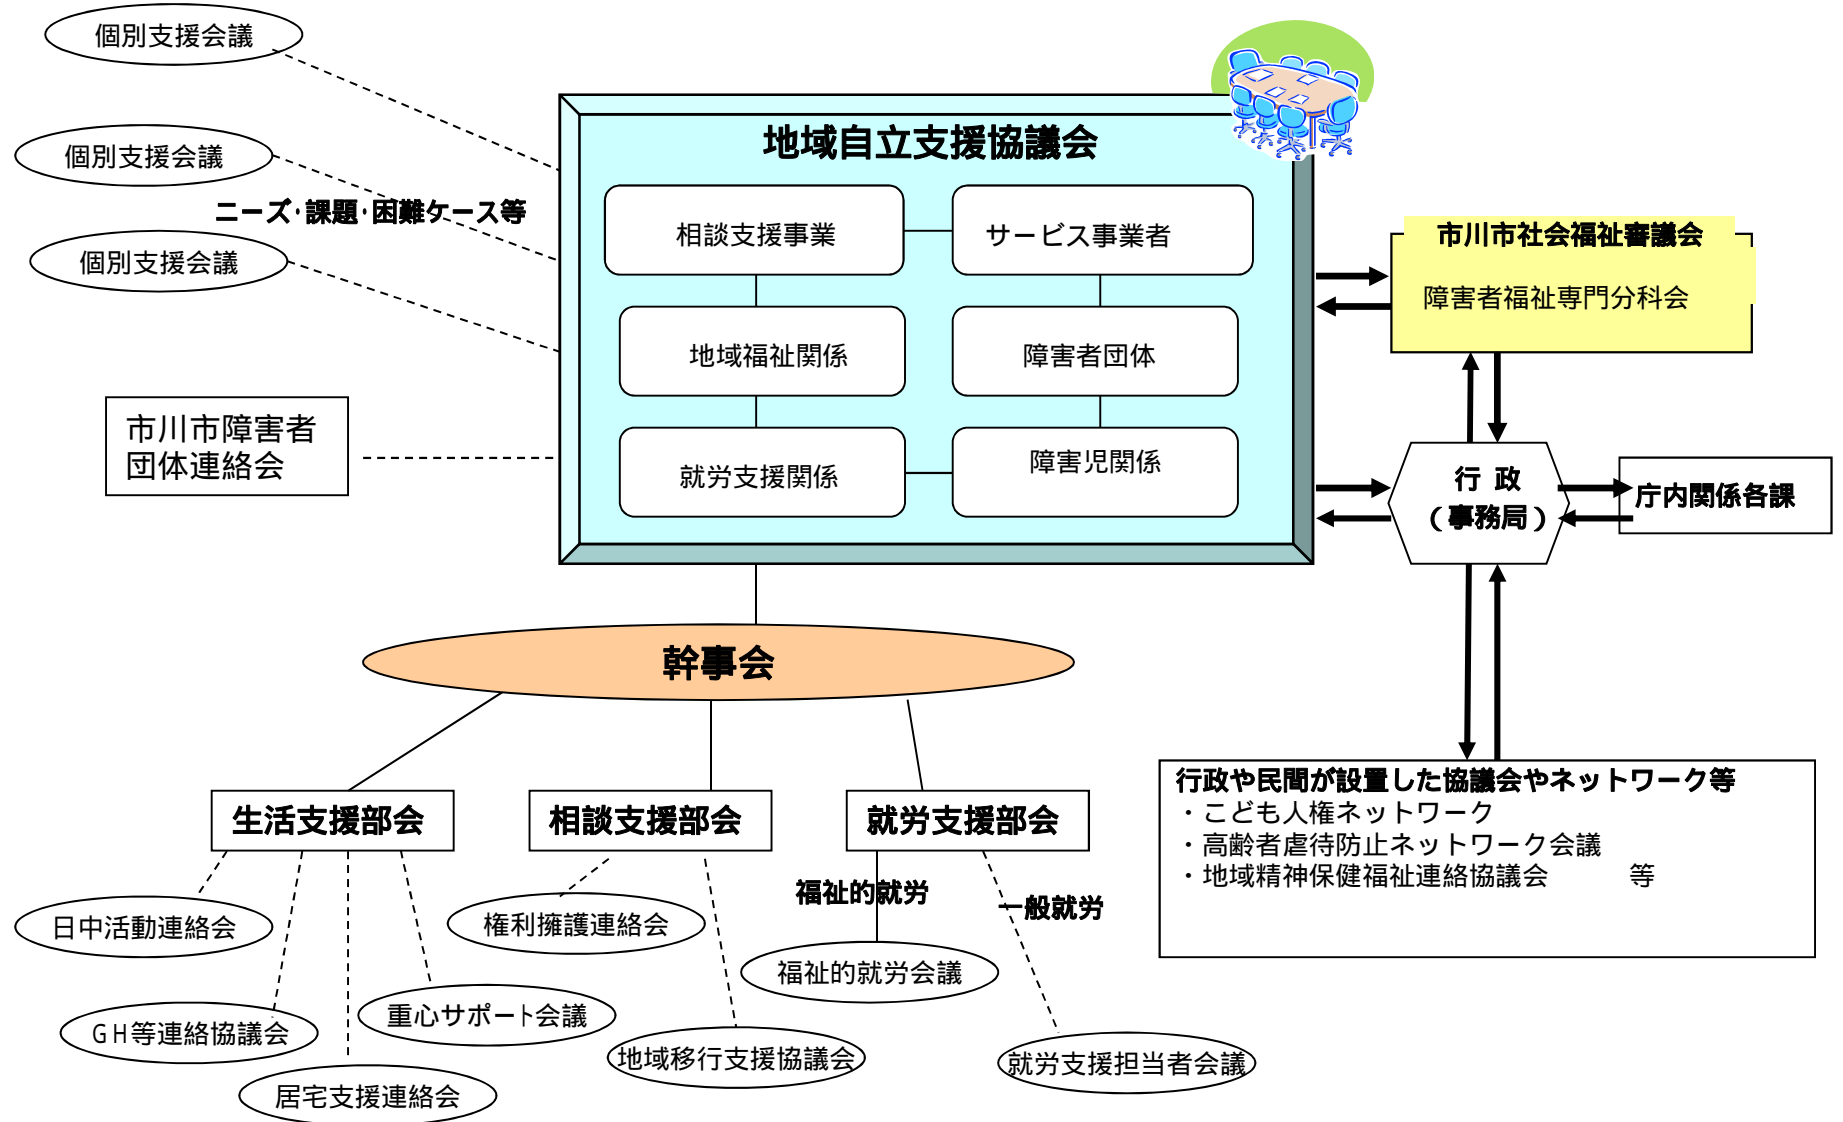 個別支援会議
個別支援会議
ニーズ・課題・困難ケース等
個別支援会議
市川市障害者
団体連絡会
地域自立支援協議会
相談支援事業
サービス事業者
地域福祉関係
障害者団体
就労支援関係
障害児関係
市川市社会福祉審議会
障害者福祉専門分科会
行 政
（事務局）
庁内関係各課
幹事会
生活支援部会
相談支援部会
就労支援部会
福祉的就労
一般就労
日中活動連絡会
GH等連絡協議会
居宅支援連絡会
重心サポート会議
権利擁護連絡会
地域移行支援協議会
福祉的就労会議
就労支援担当者会議
行政や民間が設置した協議会やネットワーク等
・こども人権ネットワーク
・高齢者虐待防止ネットワーク会議
・地域精神保健福祉連絡協議会　　　等